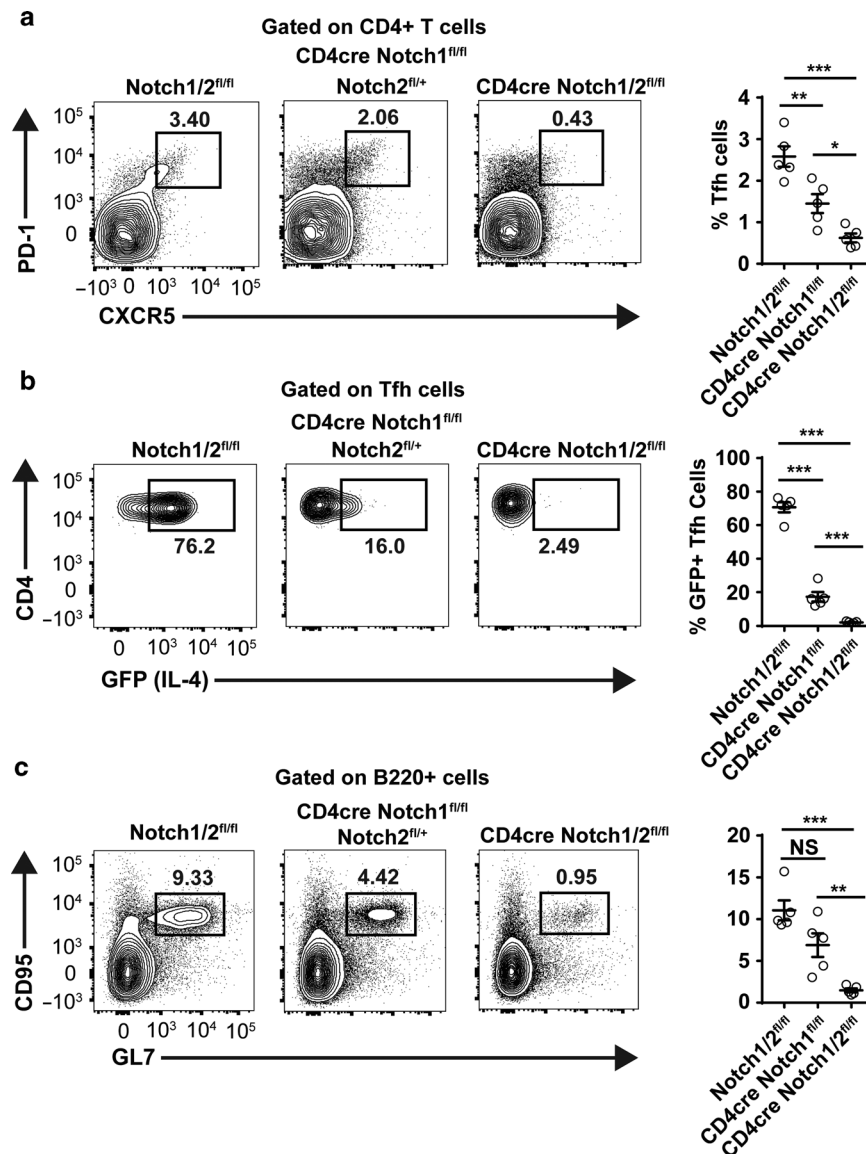 a
Gated on CD4+ T cells
CD4cre Notch1fl/fl
Notch1/2fl/fl
Notch2fl/+
CD4cre Notch1/2fl/fl
3.40
2.06
0.43
PD-1
10⁵
10⁴
10³
0
−10³ 0 10³ 10⁴ 10⁵
CXCR5
% Tfh cells
4
3
2
1
0
***
**
*
Notch1/2fl/fl
CD4cre Notch1fl/fl
CD4cre Notch1/2fl/fl
b
Gated on Tfh cells
CD4cre Notch1fl/fl
Notch1/2fl/fl
Notch2fl/+
CD4cre Notch1/2fl/fl
76.2
16.0
2.49
CD4
10⁵
10⁴
10³
0
−10³
0 10³ 10⁴ 10⁵
GFP (IL-4)
% GFP+ Tfh Cells
100
80
60
40
20
0
***
***
***
Notch1/2fl/fl
CD4cre Notch1fl/fl
CD4cre Notch1/2fl/fl
c
Gated on B220+ cells
CD4cre Notch1fl/fl
Notch1/2fl/fl
Notch2fl/+
CD4cre Notch1/2fl/fl
9.33
4.42
0.95
CD95
10⁵
10³
0
−10³
0 10³ 10⁴ 10⁵
GL7
20
15
10
5
0
***
NS
**
Notch1/2fl/fl
CD4cre Notch1fl/fl
CD4cre Notch1/2fl/fl